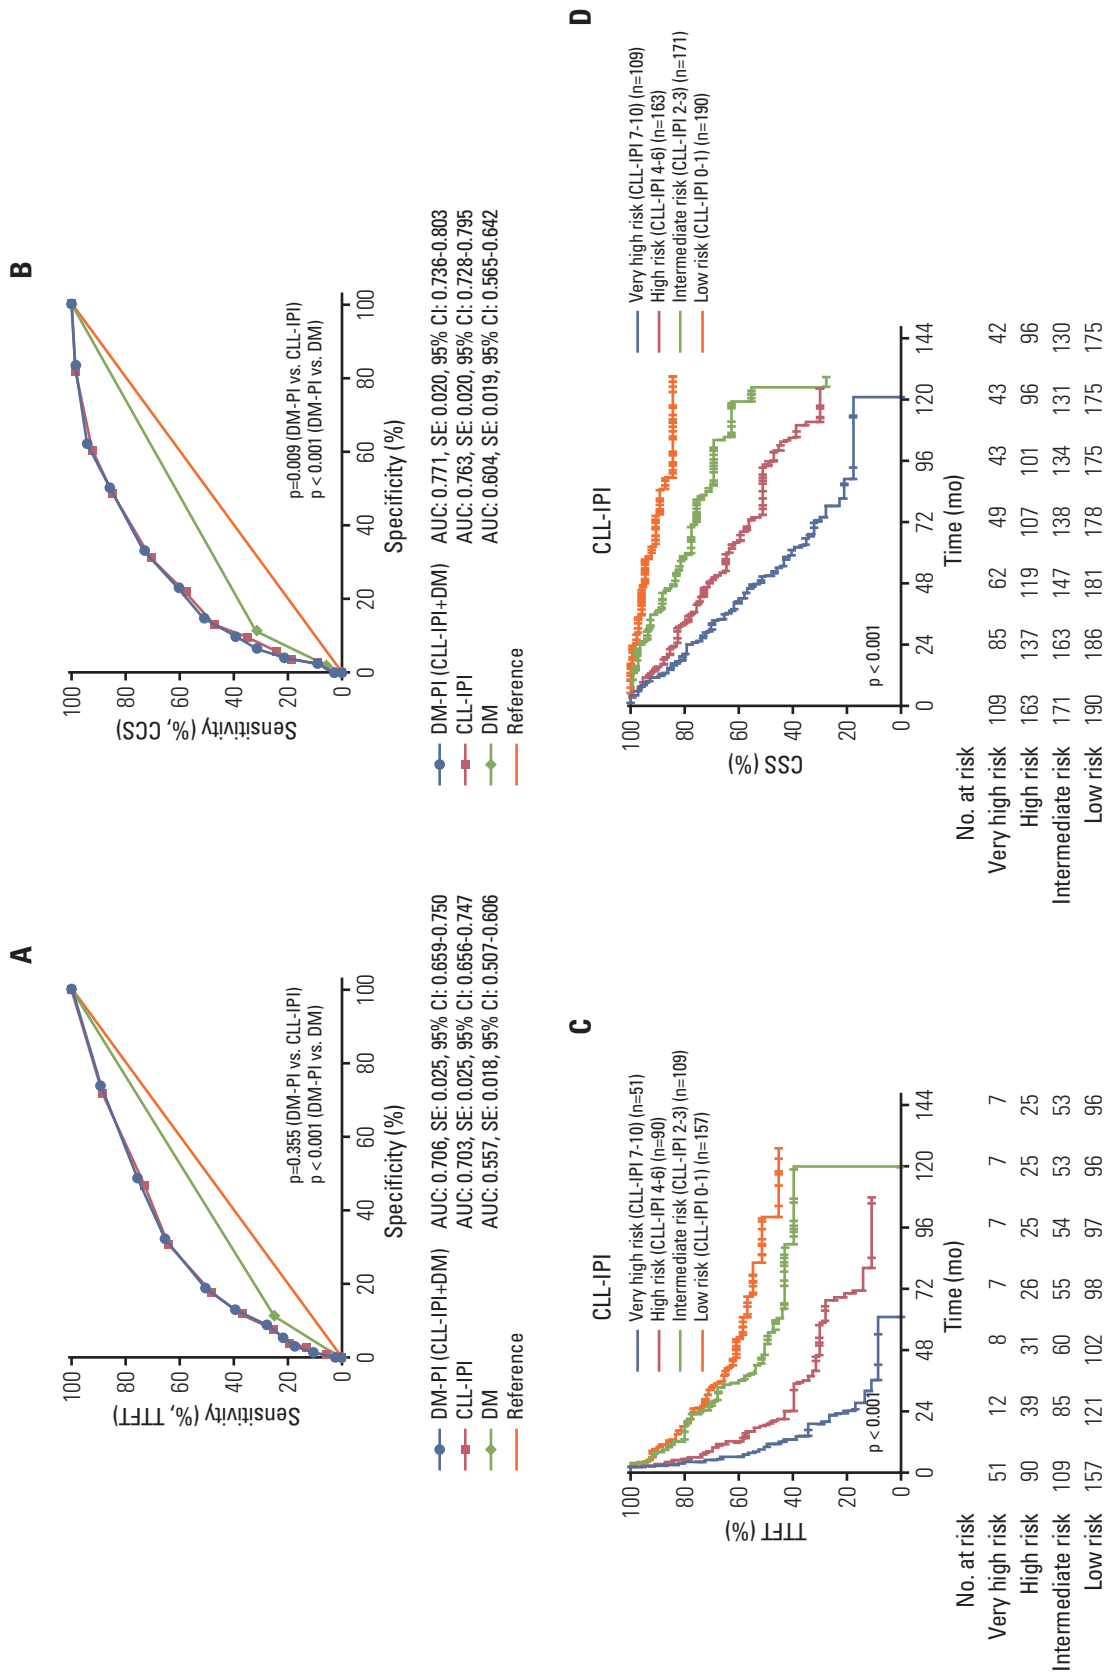 A
100
80
60
40
20
0
Sensitivity (%, TTFT)
0
20
40
60
80
100
Specificity (%)
p=0.355 (DM-PI vs. CLL-IPI)
p < 0.001 (DM-PI vs. DM)
DM-PI (CLL-IPI+DM) AUC: 0.706, SE: 0.025, 95% CI: 0.659-0.750
CLL-IPI AUC: 0.703, SE: 0.025, 95% CI: 0.656-0.747
DM AUC: 0.557, SE: 0.018, 95% CI: 0.507-0.606
Reference
B
100
80
60
40
20
0
Sensitivity (%, CCS)
0
20
40
60
80
100
Specificity (%)
p=0.009 (DM-PI vs. CLL-IPI)
p < 0.001 (DM-PI vs. DM)
DM-PI (CLL-IPI+DM) AUC: 0.771, SE: 0.020, 95% CI: 0.736-0.803
CLL-IPI AUC: 0.763, SE: 0.020, 95% CI: 0.728-0.795
DM AUC: 0.604, SE: 0.019, 95% CI: 0.565-0.642
Reference
C
CLL-IPI
Very high risk (CLL-IPI 7-10) (n=51)
High risk (CLL-IPI 4-6) (n=90)
Intermediate risk (CLL-IPI 2-3) (n=109)
Low risk (CLL-IPI 0-1) (n=157)
100
80
60
40
20
0
TTFT (%)
p < 0.001
0 24 48 72 96 120 144
Time (mo)
No. at risk
Very high risk 51 12 8 7 7 7 7
High risk 90 39 31 26 25 25 25
Intermediate risk 109 85 60 55 54 53 53
Low risk 157 121 102 98 97 96 96
D
CLL-IPI
Very high risk (CLL-IPI 7-10) (n=109)
High risk (CLL-IPI 4-6) (n=163)
Intermediate risk (CLL-IPI 2-3) (n=171)
Low risk (CLL-IPI 0-1) (n=190)
100
80
60
40
20
0
CSS (%)
p < 0.001
0 24 48 72 96 120 144
Time (mo)
No. at risk
Very high risk 109 85 62 49 43 43 42
High risk 163 137 119 107 101 96 96
Intermediate risk 171 163 147 138 134 131 130
Low risk 190 186 181 178 175 175 175